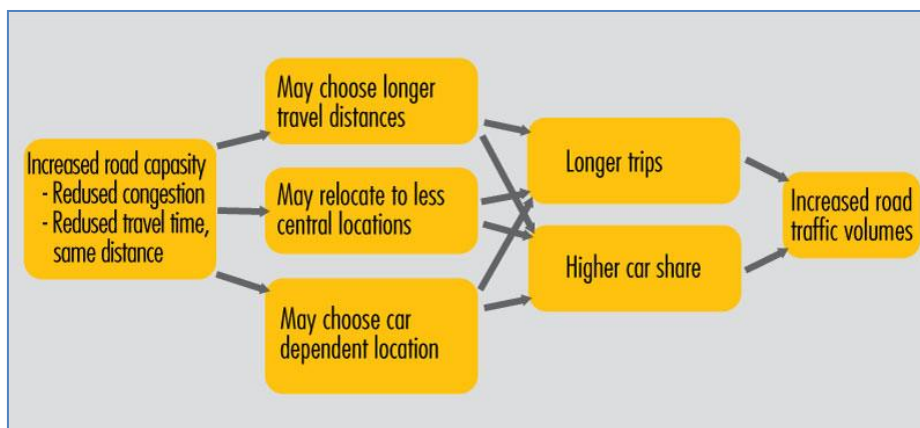 Increased road capasity
- Redused congestion
- Redused travel time,
same distance
May choose longer
travel distances
May relocate to less
central locations
May choose car
dependent location
Longer trips
Higher car share
Increased road
traffic volumes